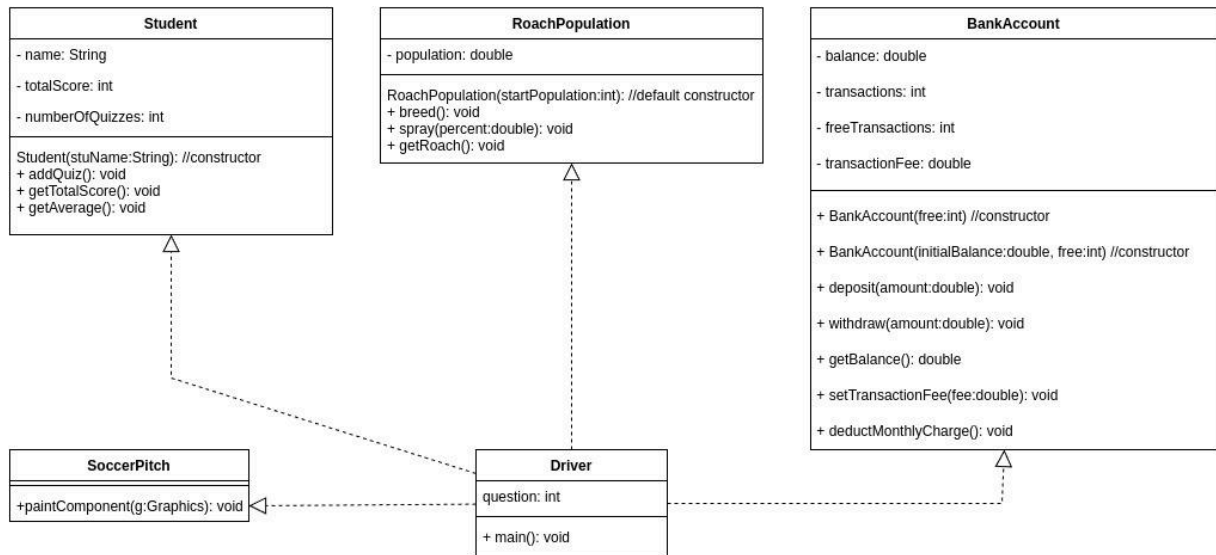 Student
- name: String
- totalScore: int
- numberOfQuizzes: int
Student(stuName:String): //constructor
+ addQuiz(): void
+ getTotalScore(): void
+ getAverage(): void
RoachPopulation
- population: double
RoachPopulation(startPopulation:int): //default constructor
+ breed(): void
+ spray(percent:double): void
+ getRoach(): void
BankAccount
- balance: double
- transactions: int
- freeTransactions: int
- transactionFee: double
+ BankAccount(free:int) //constructor
+ BankAccount(initialBalance:double, free:int) //constructor
+ deposit(amount:double): void
+ withdraw(amount:double): void
+ getBalance(): double
+ setTransactionFee(fee:double): void
+ deductMonthlyCharge(): void
SoccerPitch
+paintComponent(g:Graphics): void
Driver
question: int
+ main(): void